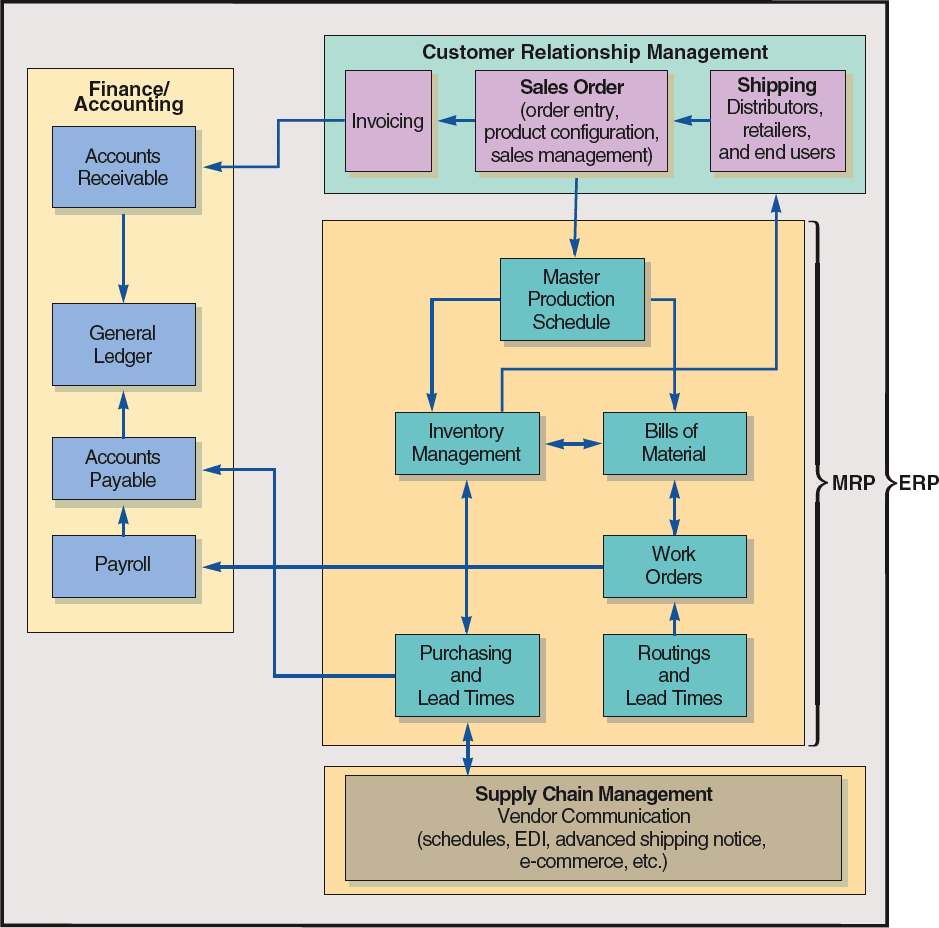 Customer Relationship Management
Invoicing
Sales Order
(order entry,
product configuration,
sales management)
Shipping
Distributors,
retailers,
and end users
Finance/
Accounting
Accounts
Receivable
General
Ledger
Accounts
Payable
Payroll
Master
Production
Schedule
Inventory
Management
Bills of
Material
Work
Orders
Purchasing
and
Lead Times
Routings
and
Lead Times
MRP
ERP
Supply Chain Management
Vendor Communication
(schedules, EDI, advanced shipping notice,
e-commerce, etc.)